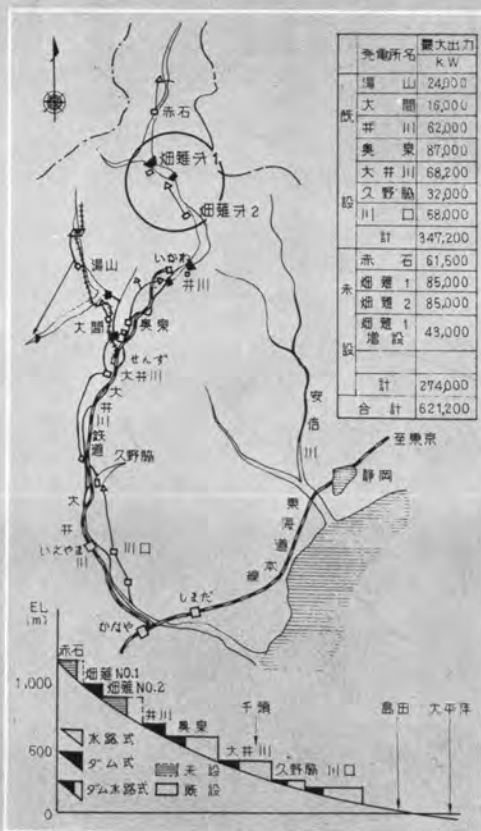 発電所名 最大出力 kW
既設
湯山 24,000
大間 16,000
井川 62,000
奥泉 87,000
大井川 68,200
久野脇 32,000
川口 58,000
計 347,200
未設
赤石 61,500
畑薙1 85,000
畑薙2 85,000
畑薙1増設 43,000
計 274,000
合計 621,200
赤石
畑薙㐧1
畑薙㐧2
いかわ
井川
湯山
奥泉
大間
せんず
大井川
大井川鉄道
久野脇
大井川
いえやま
川口
しまだ
かなや
安倍川
至東京
静岡
東海道本線
EL
(m)
1,000
500
0
赤石
畑薙NO.1
畑薙NO.2
井川
奥泉
千頭
大井川
久野脇
川口
島田
太平洋
水路式
ダム式
ダム水路式
未設
既設